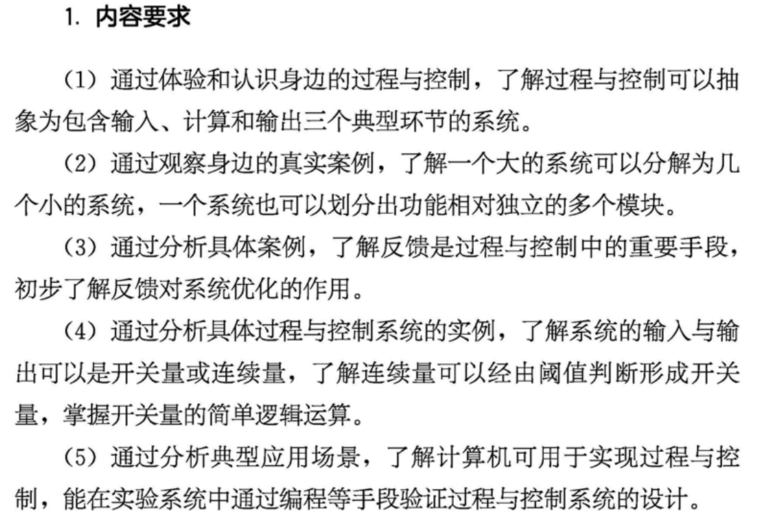 1. 内容要求
（1）通过体验和认识身边的过程与控制，了解过程与控制可以抽
象为包含输入、计算和输出三个典型环节的系统。
（2）通过观察身边的真实案例，了解一个大的系统可以分解为几
个小的系统，一个系统也可以划分出功能相对独立的多个模块。
（3）通过分析具体案例，了解反馈是过程与控制中的重要手段，
初步了解反馈对系统优化的作用。
（4）通过分析具体过程与控制系统的实例，了解系统的输入与输
出可以是开关量或连续量，了解连续量可以经由阈值判断形成开关
量，掌握开关量的简单逻辑运算。
（5）通过分析典型应用场景，了解计算机可用于实现过程与控
制，能在实验系统中通过编程等手段验证过程与控制系统的设计。